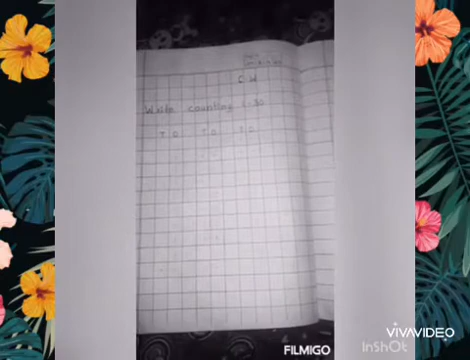 C.W
Write counting 1-30
T O T O T O
FILMIGO
VIVAVIDEO
InShOt